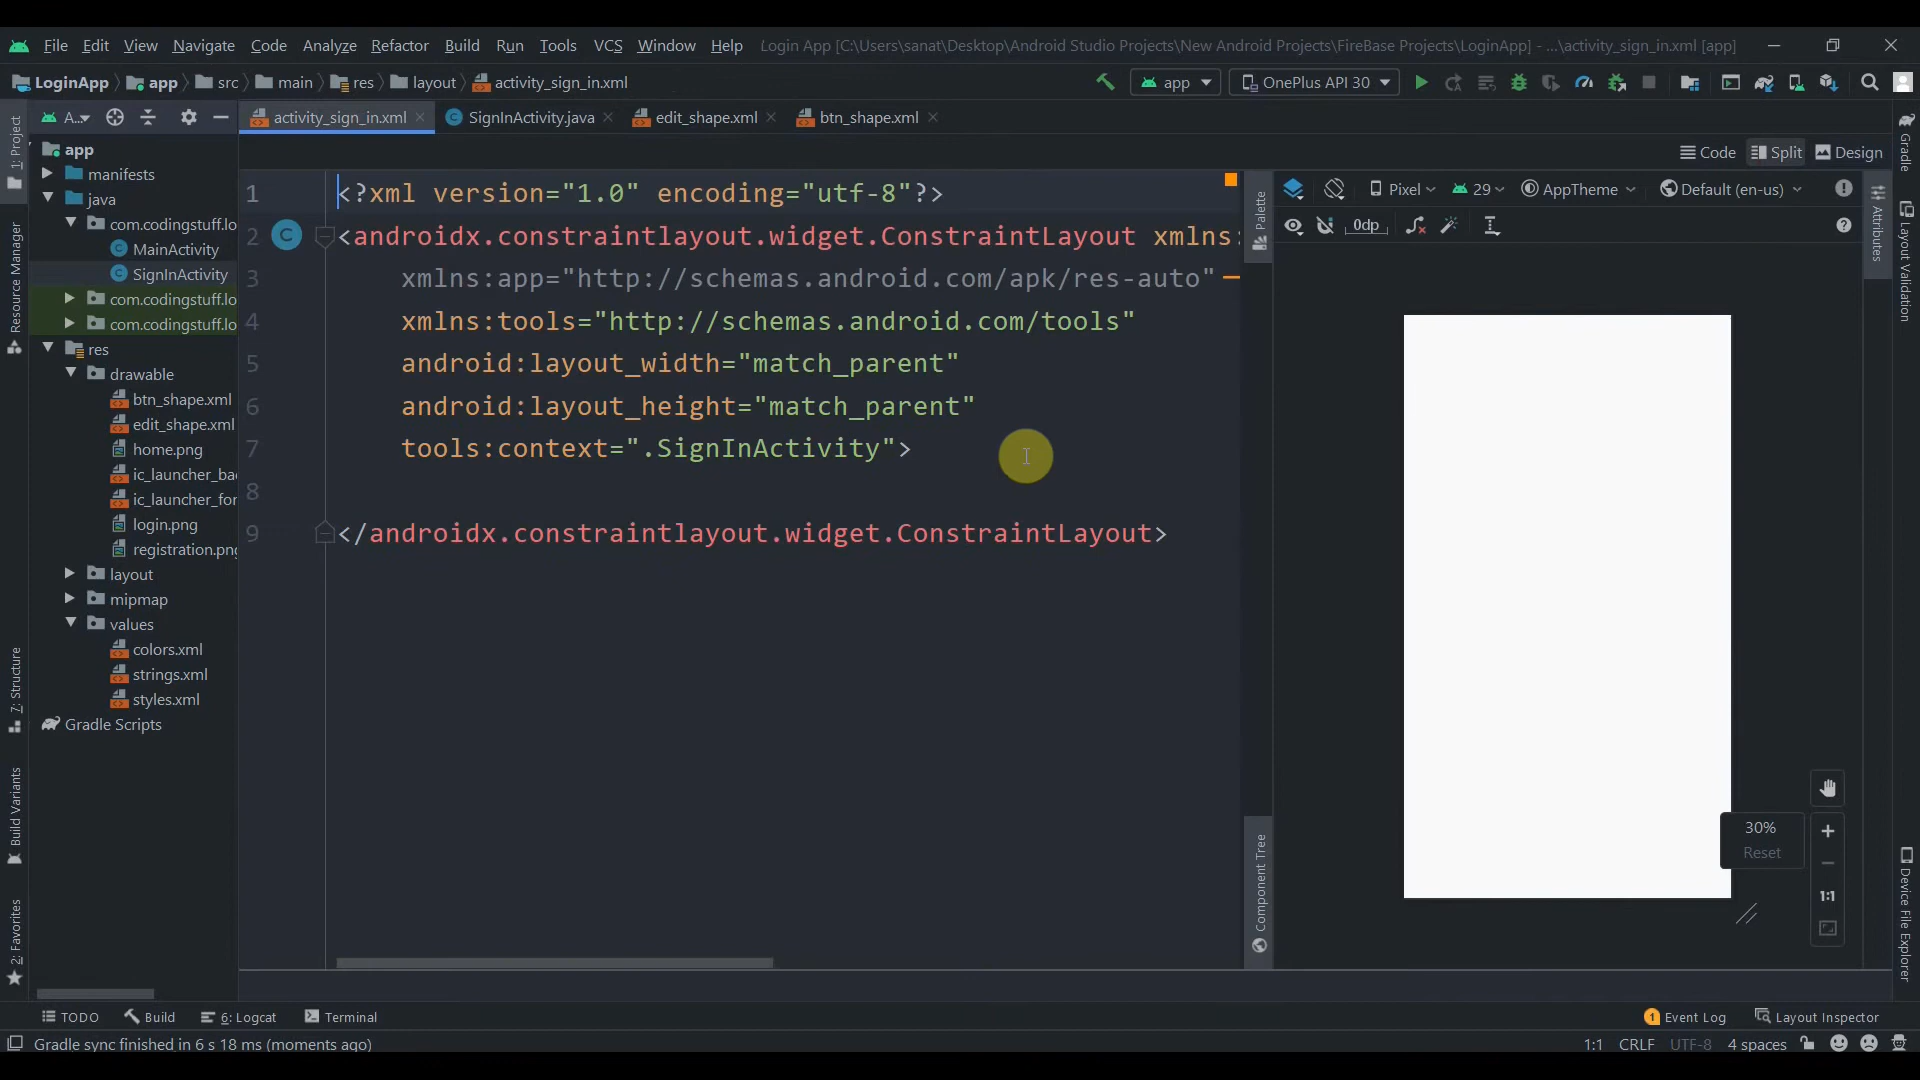 File Edit View Navigate Code Analyze Refactor Build Run Tools VCS Window Help Login App [C:\Users\sanat\Desktop\Android Studio Projects\New Android Projects\FireBase Projects\LoginApp] - ...\activity_sign_in.xml [app]
LoginApp app src main res layout activity_sign_in.xml app OnePlus API 30
A... activity_sign_in.xml SignInActivity.java edit_shape.xml btn_shape.xml
Code Split Design
Pixel 29 AppTheme Default (en-us)
0dp
1: Project
Resource Manager
7: Structure
Build Variants
2: Favorites
app
manifests
java
com.codingstuff.lo
MainActivity
SignInActivity
com.codingstuff.lo
com.codingstuff.lo
res
drawable
btn_shape.xml
edit_shape.xml
home.png
ic_launcher_bac
ic_launcher_for
login.png
registration.png
layout
mipmap
values
colors.xml
strings.xml
styles.xml
Gradle Scripts
1 <?xml version="1.0" encoding="utf-8"?>
2 <androidx.constraintlayout.widget.ConstraintLayout xmlns:
3 xmlns:app="http://schemas.android.com/apk/res-auto"
4 xmlns:tools="http://schemas.android.com/tools"
5 android:layout_width="match_parent"
6 android:layout_height="match_parent"
7 tools:context=".SignInActivity">
8
9 </androidx.constraintlayout.widget.ConstraintLayout>
Palette
Component Tree
Attributes
30%
Reset
1:1
Gradle
Layout Validation
Device File Explorer
TODO Build 6: Logcat Terminal 1 Event Log Layout Inspector
Gradle sync finished in 6 s 18 ms (moments ago) 1:1 CRLF UTF-8 4 spaces